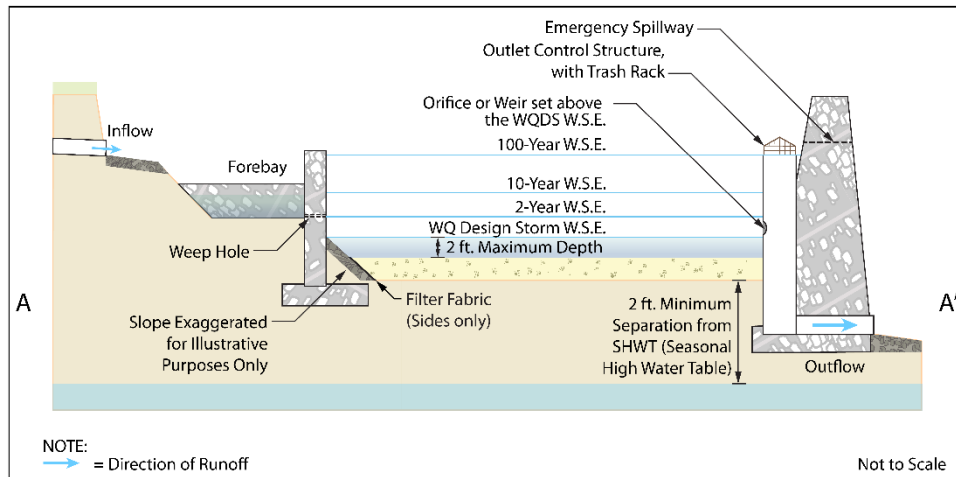 Emergency Spillway
Outlet Control Structure,
with Trash Rack
Orifice or Weir set above
the WQDS W.S.E.
Inflow
100-Year W.S.E.
Forebay
10-Year W.S.E.
2-Year W.S.E.
WQ Design Storm W.S.E.
Weep Hole
2 ft. Maximum Depth
A
Slope Exaggerated
for Illustrative
Purposes Only
Filter Fabric
(Sides only)
2 ft. Minimum
Separation from
SHWT (Seasonal
High Water Table)
A'
Outflow
NOTE:
= Direction of Runoff
Not to Scale